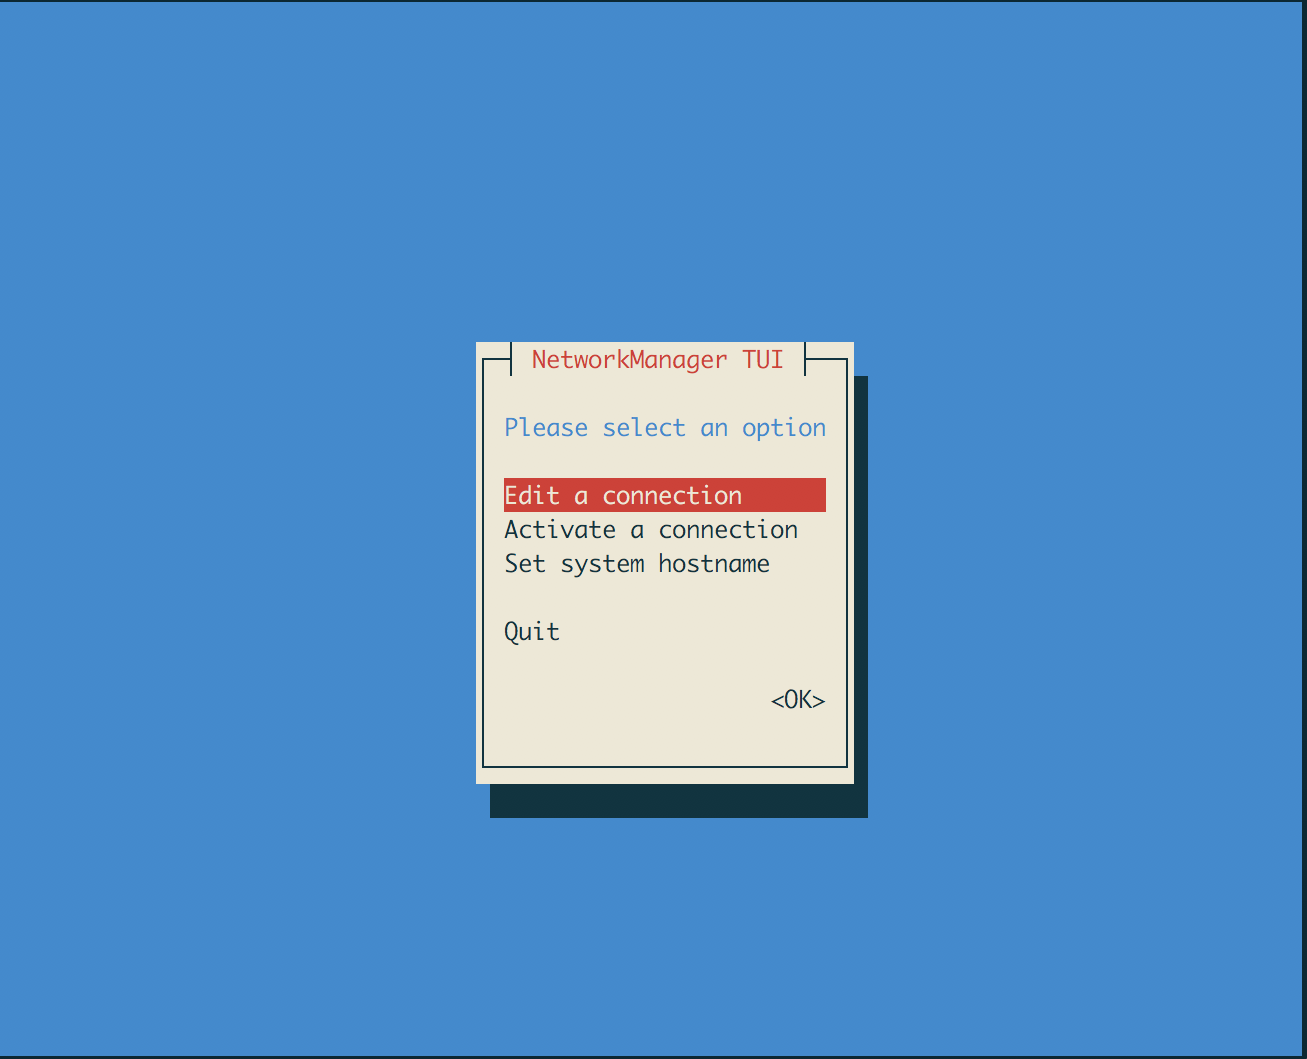 NetworkManager TUI
Please select an option
Edit a connection
Activate a connection
Set system hostname
Quit
<OK>